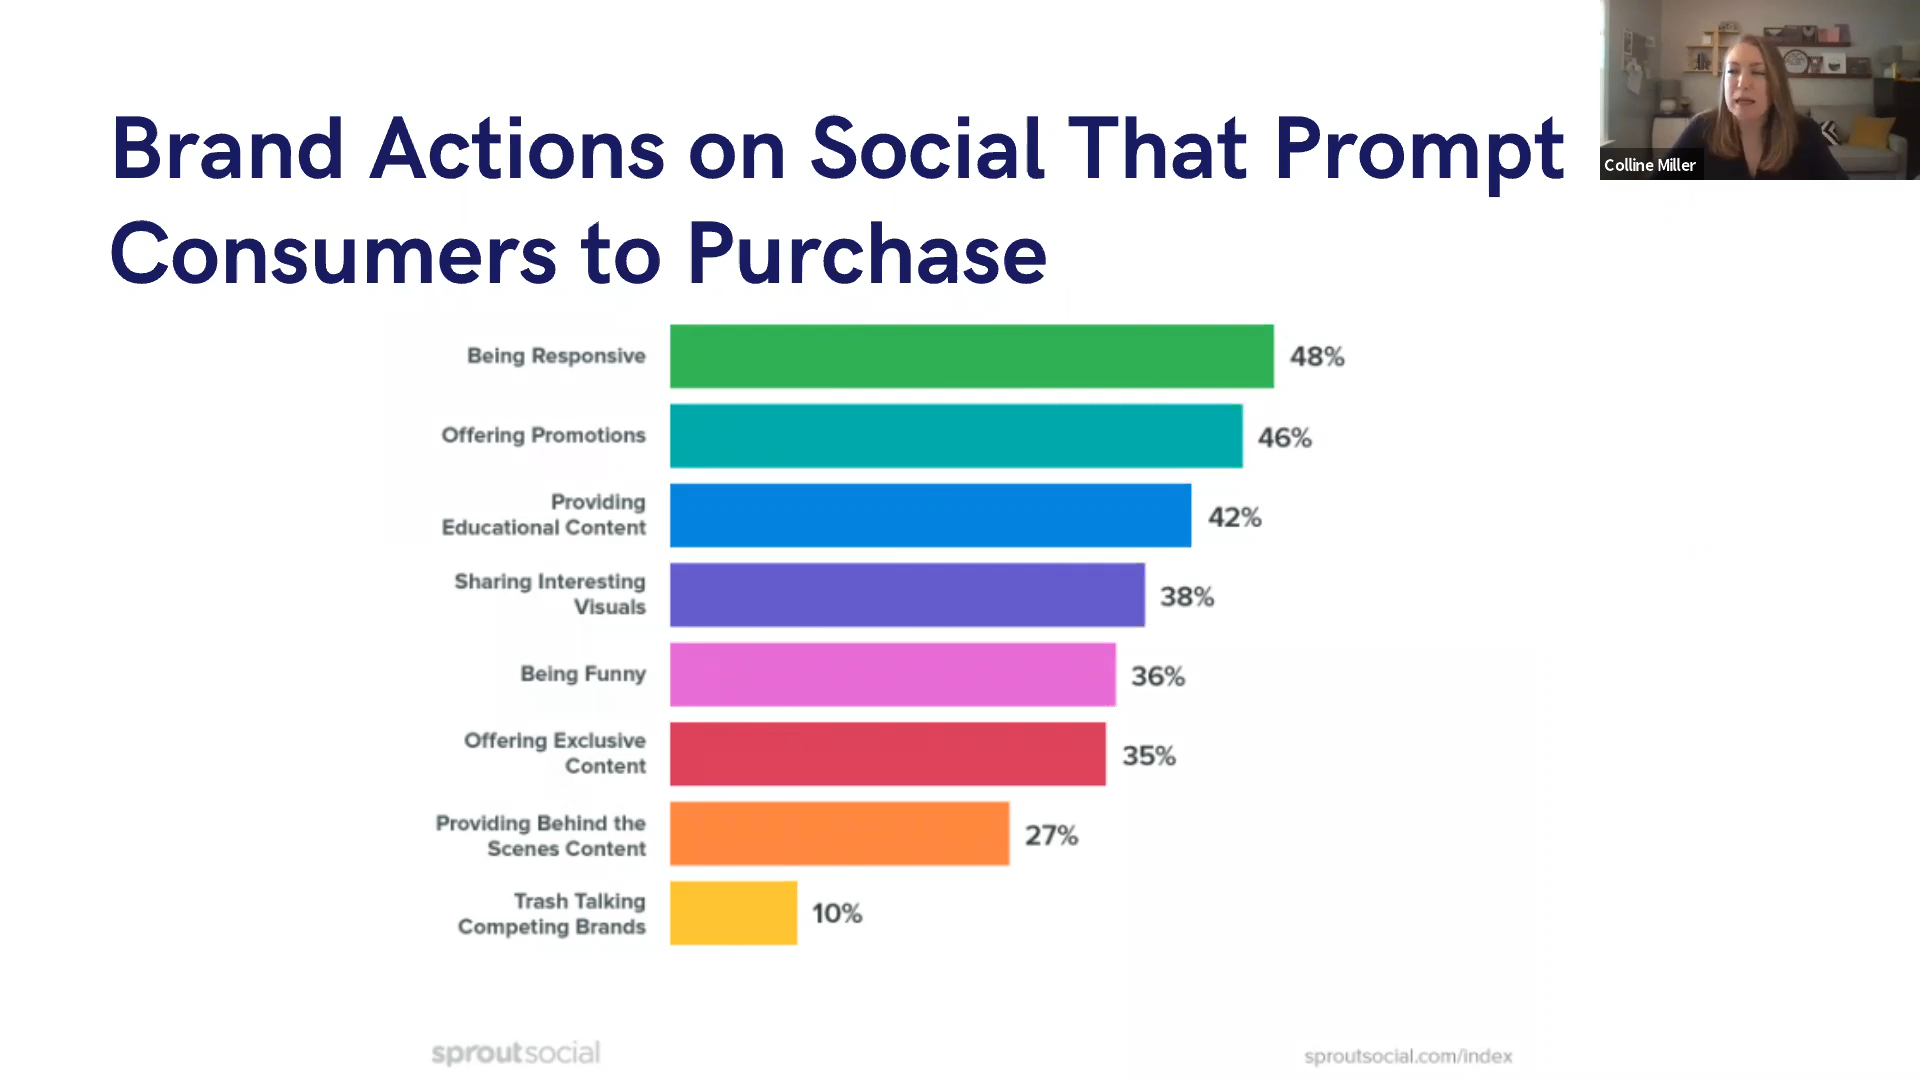 Brand Actions on Social That Prompt
Consumers to Purchase
Colline Miller
Being Responsive
48%
Offering Promotions
46%
Providing
Educational Content
42%
Sharing Interesting
Visuals
38%
Being Funny
36%
Offering Exclusive
Content
35%
Providing Behind the
Scenes Content
27%
Trash Talking
Competing Brands
10%
sproutsocial
sproutsocial.com/index